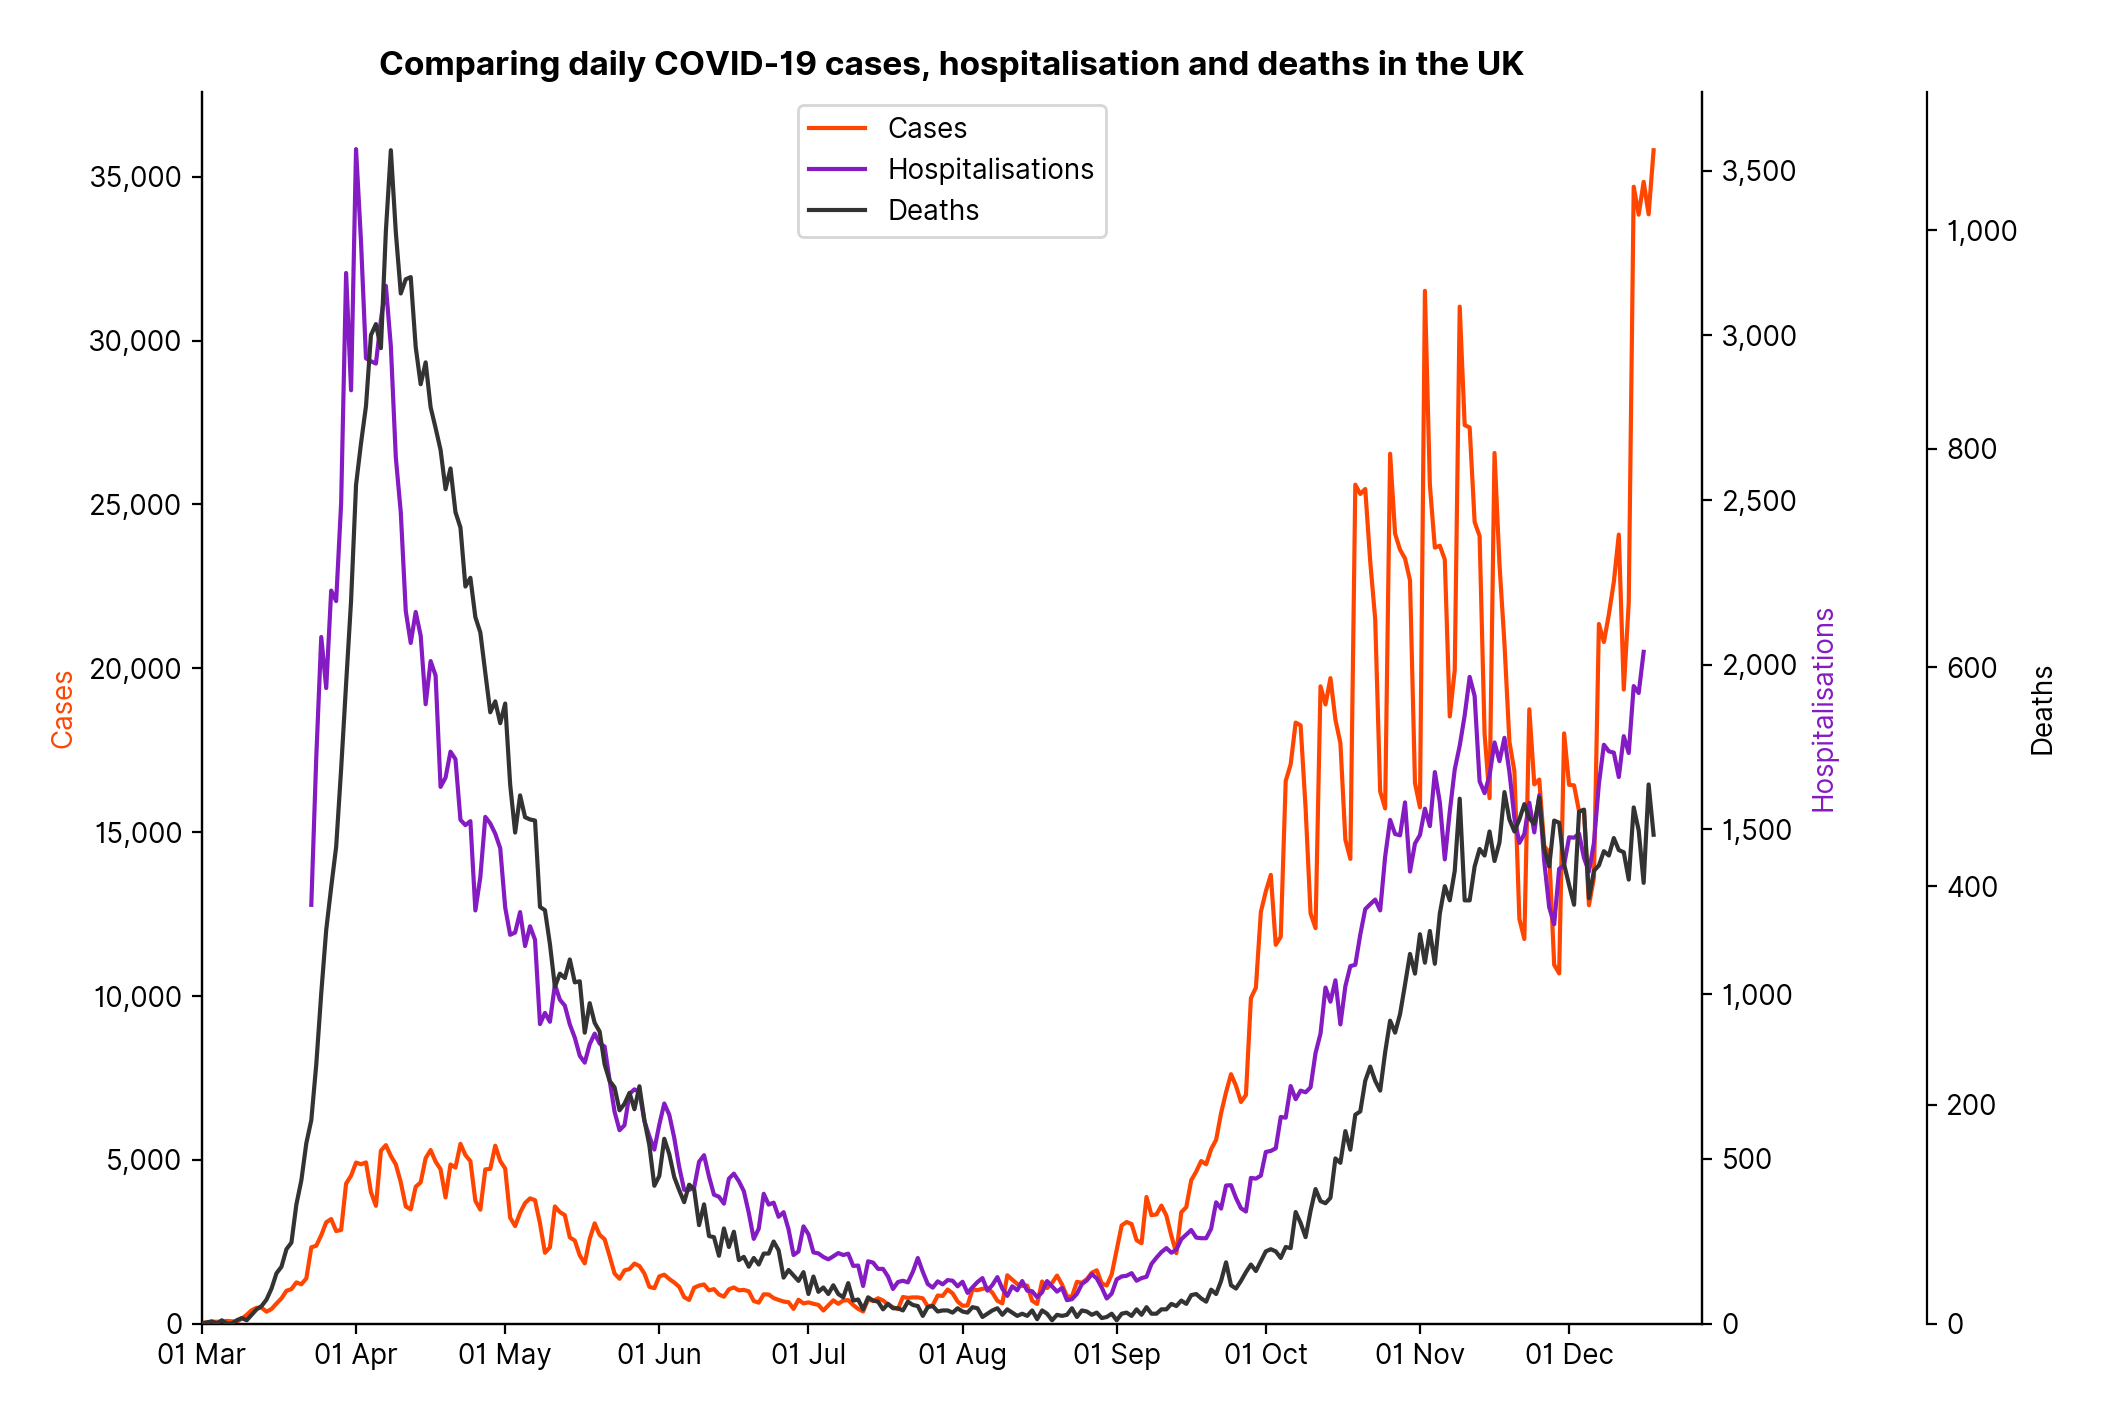 Comparing daily COVID-19 cases, hospitalisation and deaths in the UK
Cases
Hospitalisations
Deaths
35,000
30,000
25,000
20,000
15,000
10,000
5,000
0
Cases
3,500
3,000
2,500
2,000
1,500
1,000
500
0
Hospitalisations
1,000
800
600
400
200
0
Deaths
01 Mar
01 Apr
01 May
01 Jun
01 Jul
01 Aug
01 Sep
01 Oct
01 Nov
01 Dec